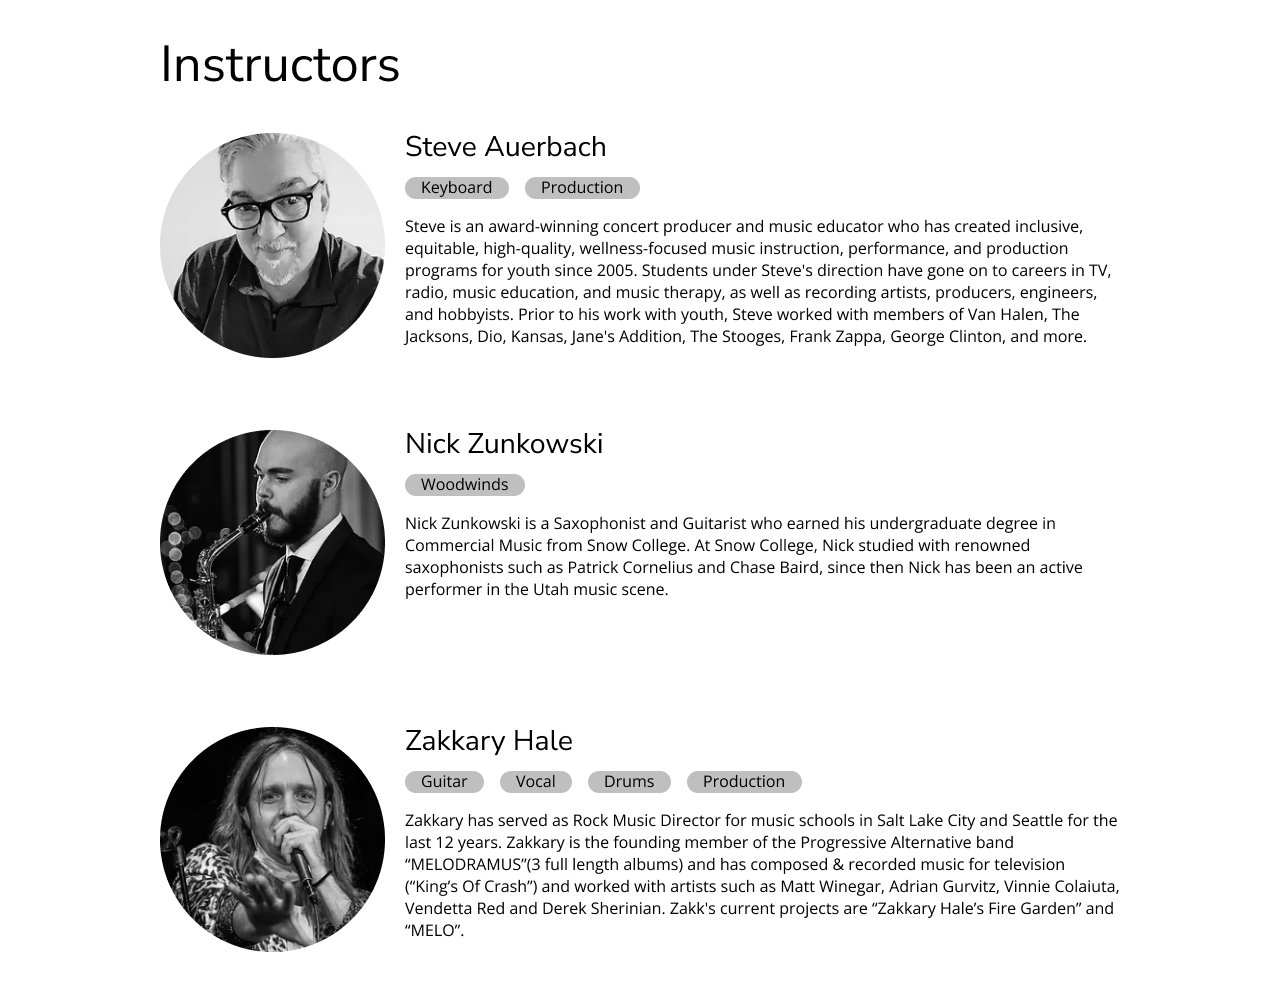 Instructors
Steve Auerbach
Keyboard Production
Steve is an award-winning concert producer and music educator who has created inclusive,
equitable, high-quality, wellness-focused music instruction, performance, and production
programs for youth since 2005. Students under Steve's direction have gone on to careers in TV,
radio, music education, and music therapy, as well as recording artists, producers, engineers,
and hobbyists. Prior to his work with youth, Steve worked with members of Van Halen, The
Jacksons, Dio, Kansas, Jane's Addition, The Stooges, Frank Zappa, George Clinton, and more.
Nick Zunkowski
Woodwinds
Nick Zunkowski is a Saxophonist and Guitarist who earned his undergraduate degree in
Commercial Music from Snow College. At Snow College, Nick studied with renowned
saxophonists such as Patrick Cornelius and Chase Baird, since then Nick has been an active
performer in the Utah music scene.
Zakkary Hale
Guitar Vocal Drums Production
Zakkary has served as Rock Music Director for music schools in Salt Lake City and Seattle for the
last 12 years. Zakkary is the founding member of the Progressive Alternative band
“MELODRAMUS”(3 full length albums) and has composed & recorded music for television
(“King’s Of Crash”) and worked with artists such as Matt Winegar, Adrian Gurvitz, Vinnie Colaiuta,
Vendetta Red and Derek Sherinian. Zakk's current projects are “Zakkary Hale’s Fire Garden” and
“MELO”.